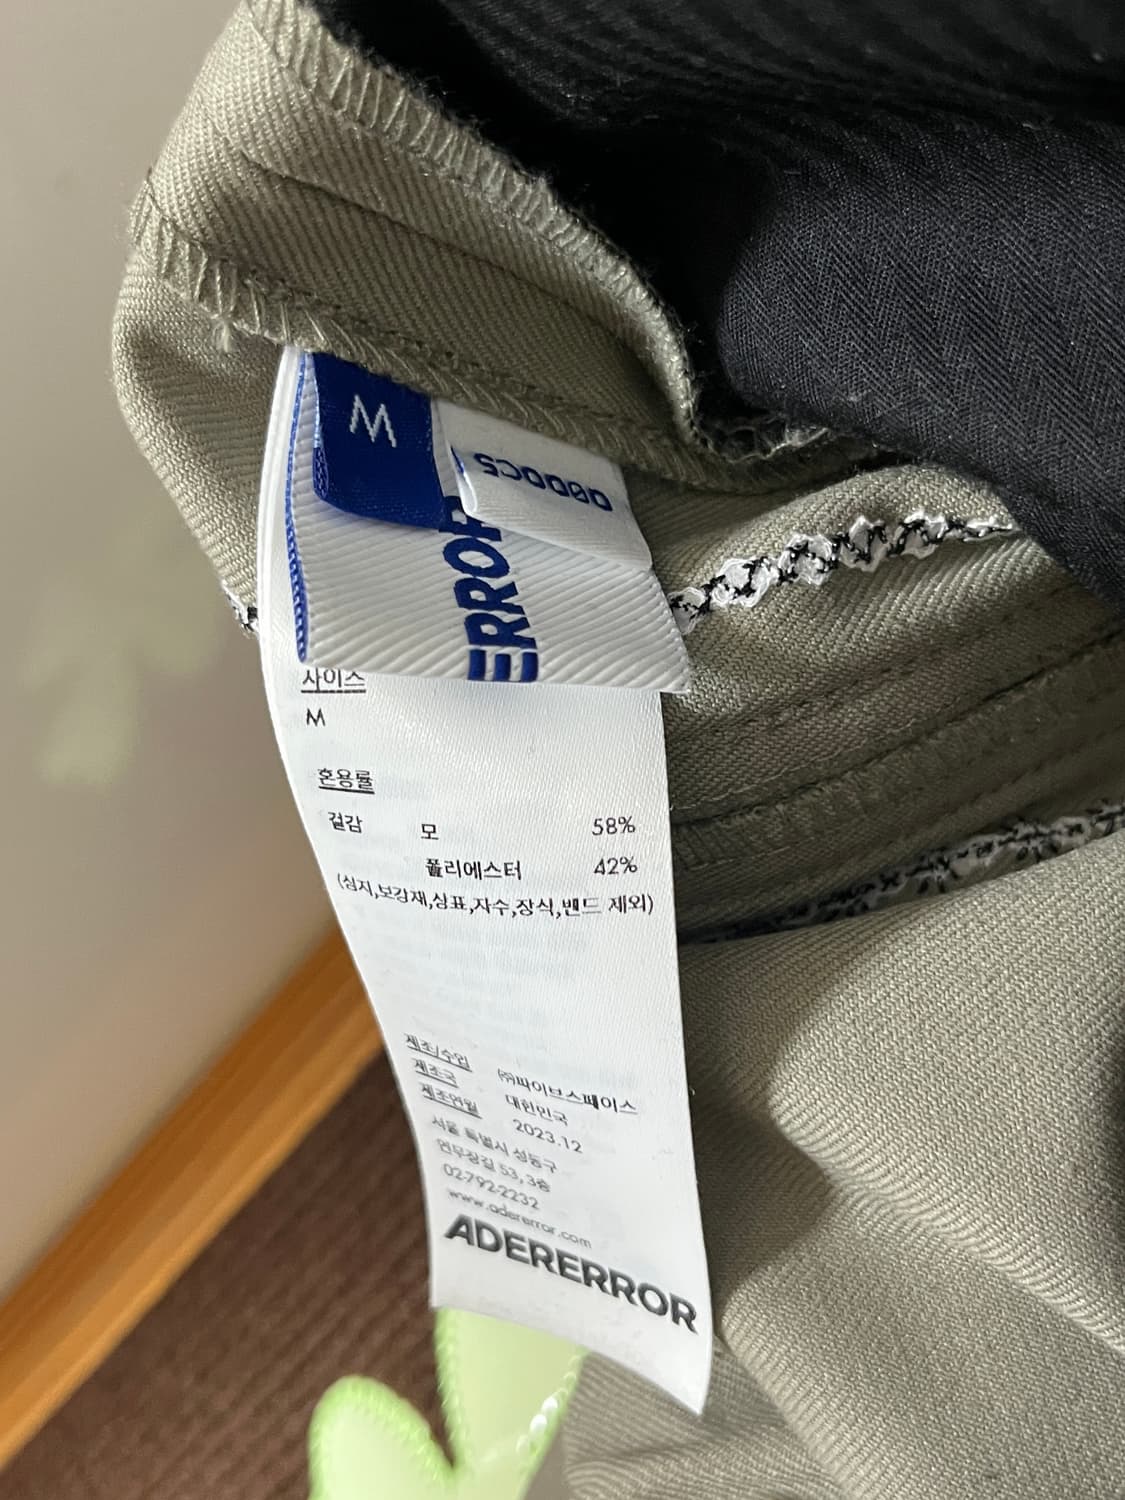 M
ERROR
사이즈
M
혼용률
겉감 모 58%
폴리에스터 42%
(심지,보강재,상표,자수,장식,밴드 제외)
제조/수입 ㈜파이브스페이스
제조국 대한민국
제조연월 2023.12
서울 특별시 성동구
연무장길 53, 3층
02-792-2232
www.adererror.com
ADERERROR